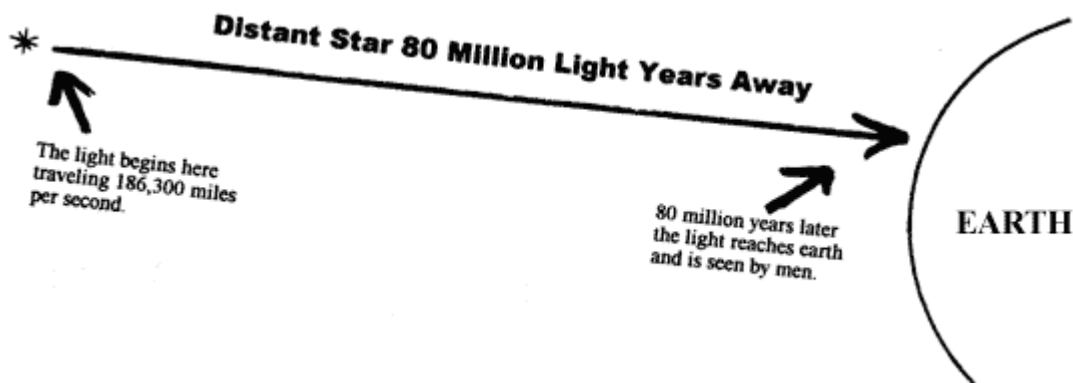 Distant Star 80 Million Light Years Away
The light begins here
traveling 186,300 miles
per second.
80 million years later
the light reaches earth
and is seen by men.
EARTH